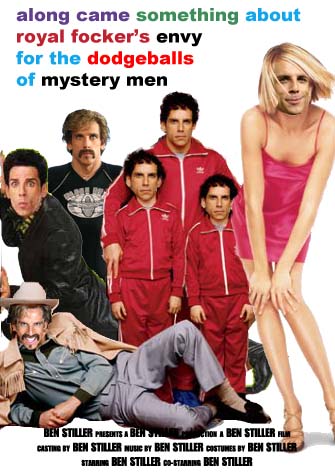 along came something about
royal focker's envy
for the dodgeballs
of mystery men
BEN STILLER PRESENTS A BEN STILLER PRODUCTION A BEN STILLER FILM
CASTING BY BEN STILLER MUSIC BY BEN STILLER COSTUMES BY BEN STILLER
STARRING BEN STILLER CO-STARRING BEN STILLER